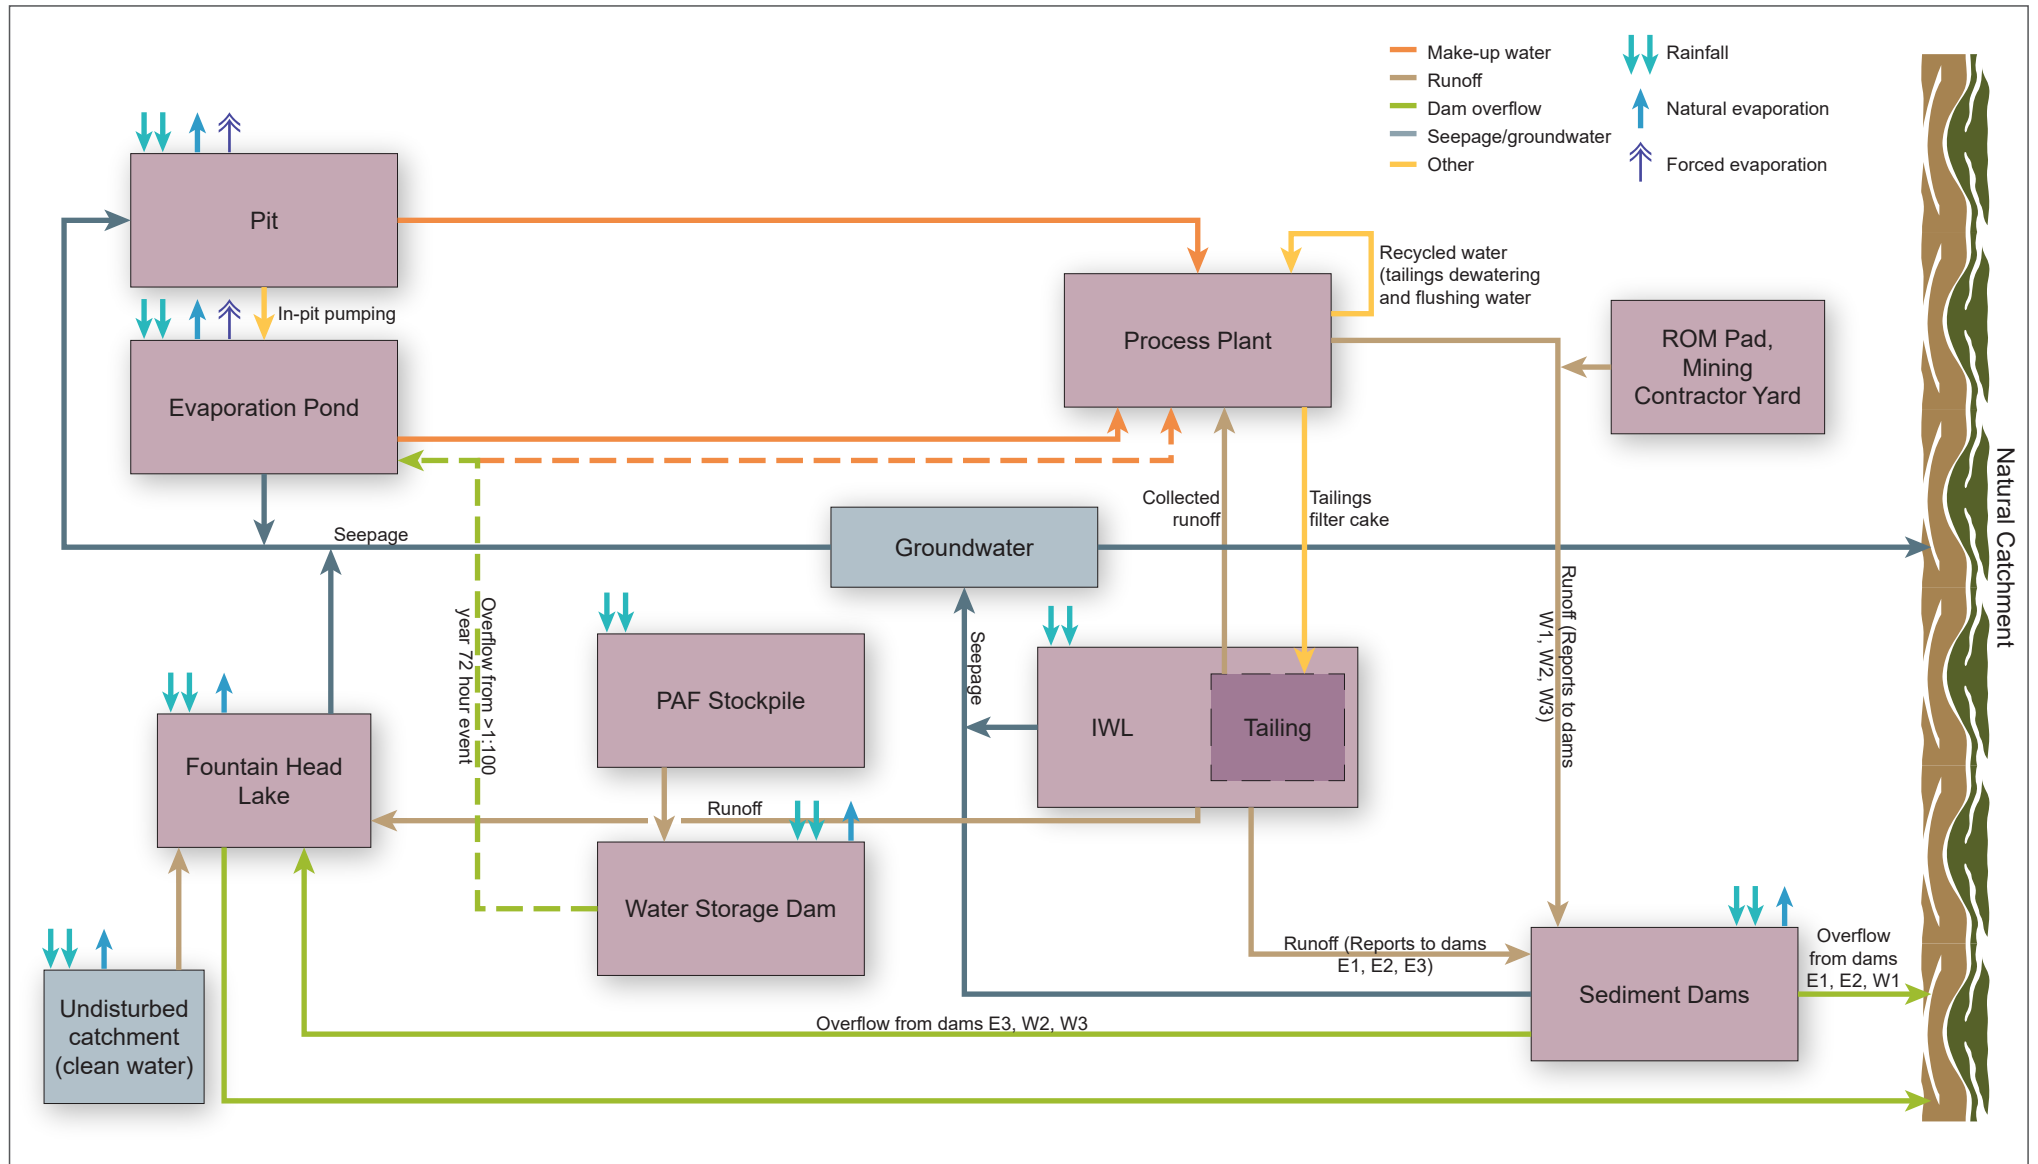 Make-up water
Runoff
Dam overflow
Seepage/groundwater
Other
Rainfall
Natural evaporation
Forced evaporation
Pit
In-pit pumping
Evaporation Pond
Recycled water
(tailings dewatering
and flushing water
Process Plant
ROM Pad,
Mining
Contractor Yard
Natural Catchment
Collected
runoff
Tailings
filter cake
Seepage
Groundwater
Runoff (Reports to dams
W1, W2, W3)
Overflow from >1:100
year 72 hour event
Seepage
PAF Stockpile
IWL
Tailing
Fountain Head
Lake
Runoff
Water Storage Dam
Runoff (Reports to dams
E1, E2, E3)
Overflow
from dams
E1, E2, W1
Sediment Dams
Undisturbed
catchment
(clean water)
Overflow from dams E3, W2, W3